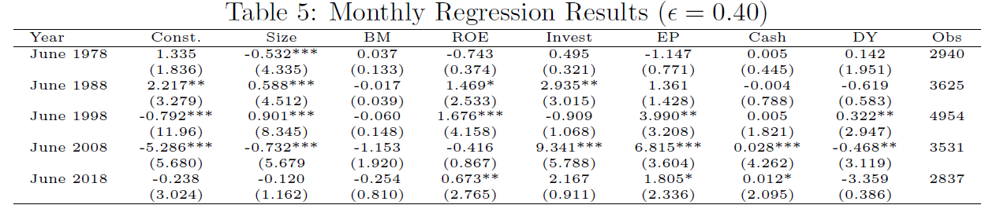 Table 5: Monthly Regression Results (ϵ = 0.40)
Year Const. Size BM ROE Invest EP Cash DY Obs
June 1978 1.335 -0.532*** 0.037 -0.743 0.495 -1.147 0.005 0.142 2940
(1.836) (4.335) (0.133) (0.374) (0.321) (0.771) (0.445) (1.951)
June 1988 2.217** 0.588*** -0.017 1.469* 2.935** 1.361 -0.004 -0.619 3625
(3.279) (4.512) (0.039) (2.533) (3.015) (1.428) (0.788) (0.583)
June 1998 -0.792*** 0.901*** -0.060 1.676*** -0.909 3.990** 0.005 0.322** 4954
(11.96) (8.345) (0.148) (4.158) (1.068) (3.208) (1.821) (2.947)
June 2008 -5.286*** -0.732*** -1.153 -0.416 9.341*** 6.815*** 0.028*** -0.468** 3531
(5.680) (5.679 (1.920) (0.867) (5.788) (3.604) (4.262) (3.119)
June 2018 -0.238 -0.120 -0.254 0.673** 2.167 1.805* 0.012* -3.359 2837
(3.024) (1.162) (0.810) (2.765) (0.911) (2.336) (2.095) (0.386)